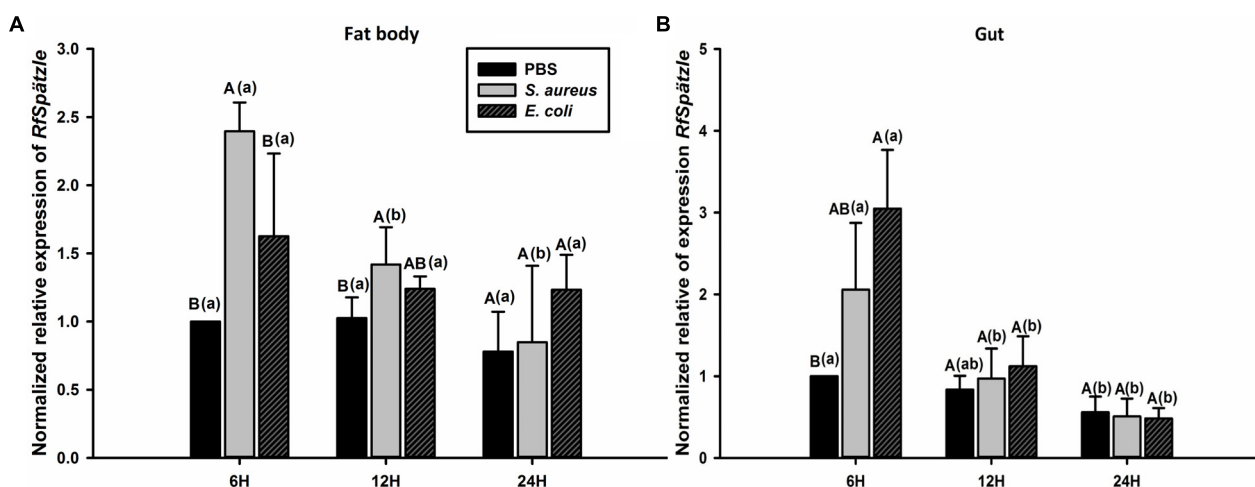 A
Fat body
Normalized relative expression of RfSpätzle
3.0
2.5
2.0
1.5
1.0
0.5
0.0
PBS
S. aureus
E. coli
B(a)
A(a)
B(a)
B(a)
A(b)
AB(a)
A(a)
A(b)
A(a)
6H
12H
24H
B
Gut
Normalized relative of expression RfSpätzle
5
4
3
2
1
0
B(a)
AB(a)
A(a)
A(ab)
A(b)
A(b)
A(b)
A(b)
A(b)
6H
12H
24H